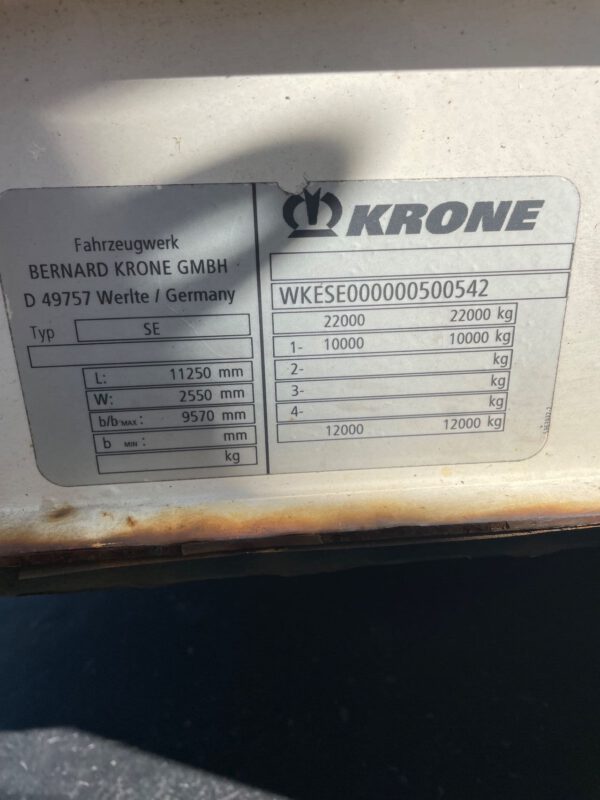 Fahrzeugwerk
BERNARD KRONE GMBH
D 49757 Werlte / Germany
Typ SE
L: 11250 mm
W: 2550 mm
b/b MAX: 9570 mm
b MIN: mm
kg
KRONE
WKESE000000500542
22000 22000 kg
1- 10000 10000 kg
2- kg
3- kg
4- kg
12000 12000 kg